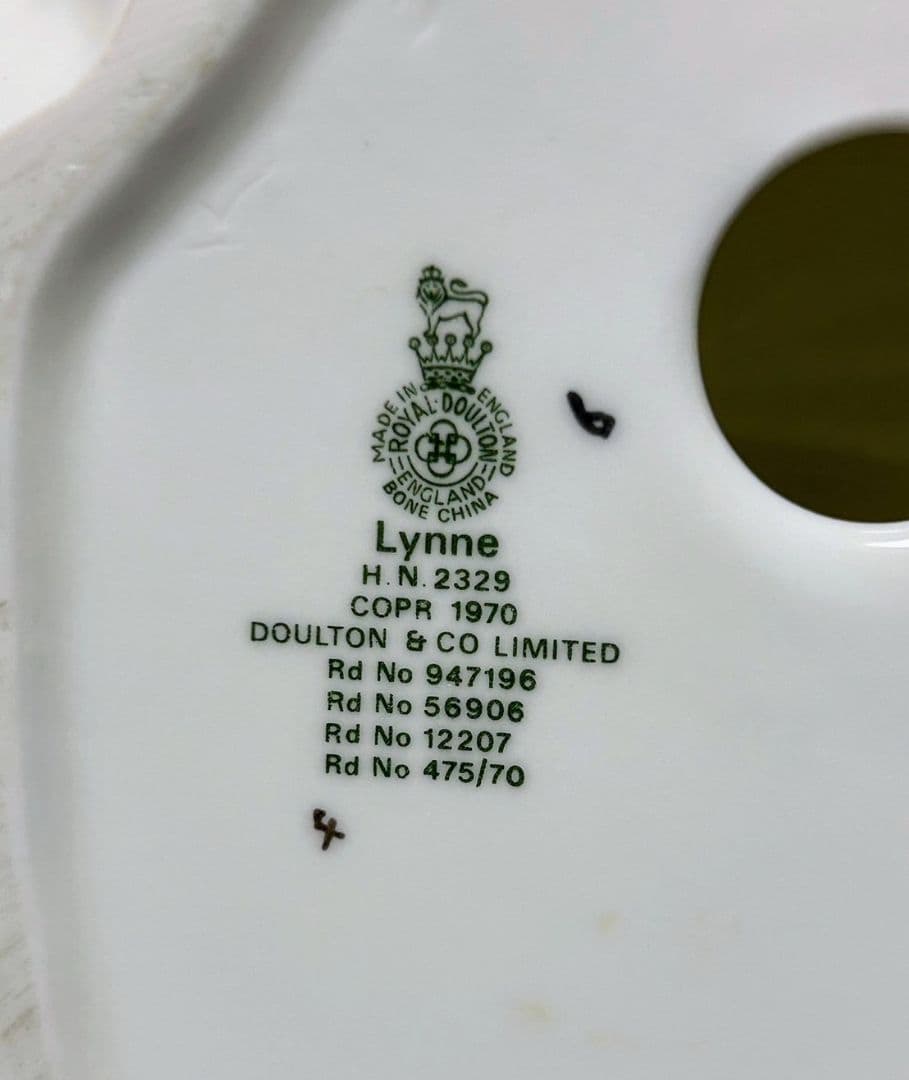 MADE IN ENGLAND
ROYAL·DOULTON
=ENGLAND=
BONE CHINA
Lynne
H.N.2329
COPR 1970
DOULTON & CO LIMITED
Rd No 947196
Rd No 56906
Rd No 12207
Rd No 475/70
4